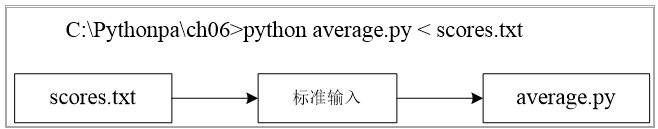 C:\Pythonpa\ch06>python average.py < scores.txt
scores.txt
标准输入
average.py